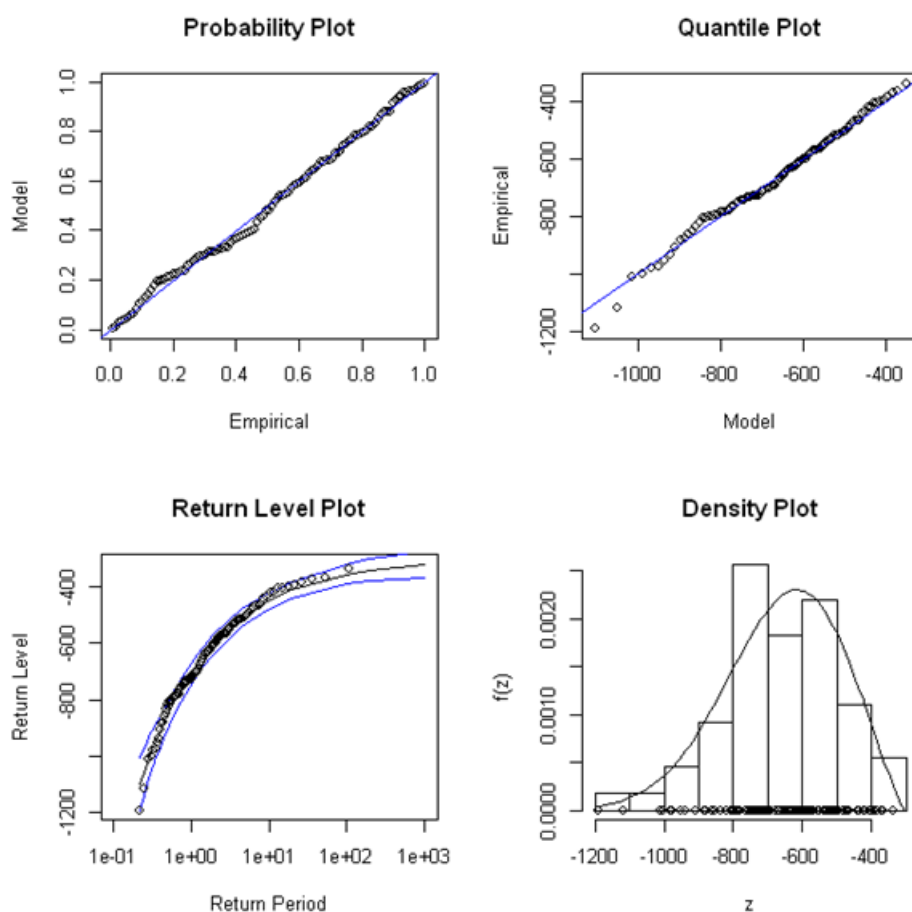 Probability Plot
Model
0.0 0.2 0.4 0.6 0.8 1.0
0.0 0.2 0.4 0.6 0.8 1.0
Empirical
Quantile Plot
Empirical
-1200 -800 -600 -400
-1000 -800 -600 -400
Model
Return Level Plot
Return Level
-1200 -800 -600 -400
1e-01 1e+00 1e+01 1e+02 1e+03
Return Period
Density Plot
f(z)
0.0000 0.0010 0.0020
-1200 -1000 -800 -600 -400
z